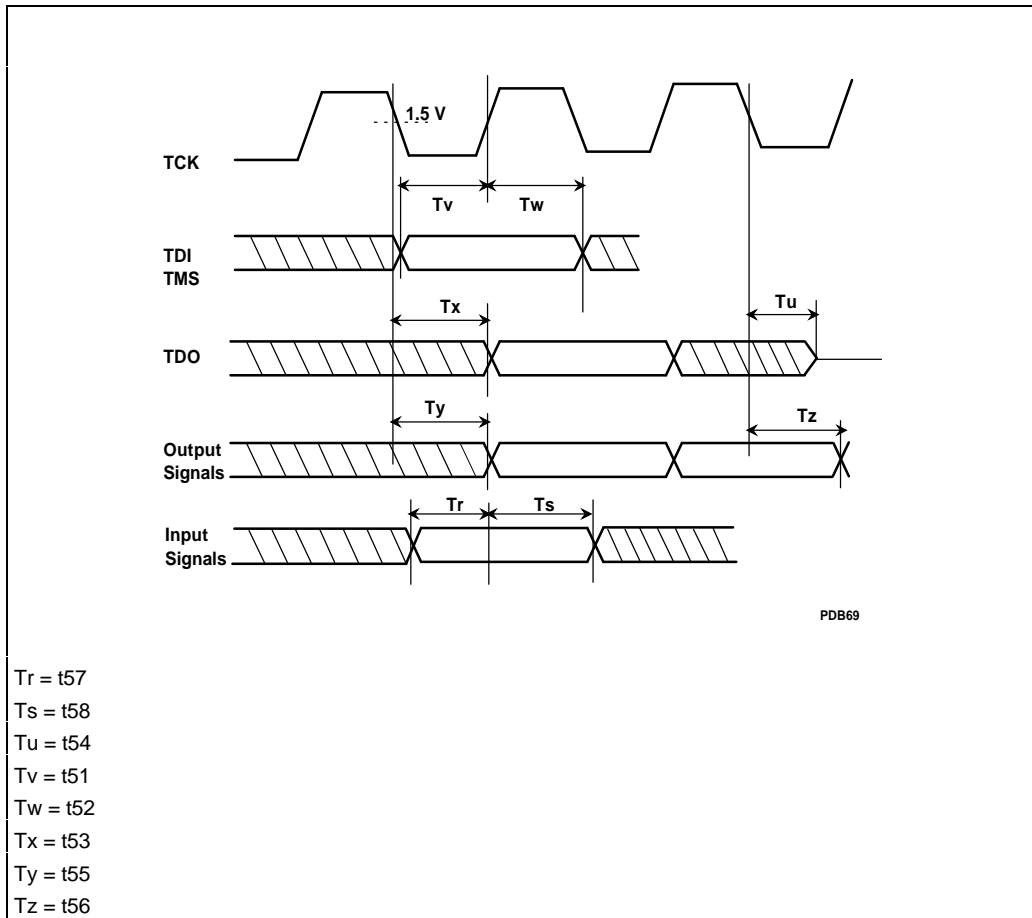 1.5 V
TCK
Tv Tw
TDI
TMS
Tx
Tu
TDO
Ty
Tz
Output
Signals
Tr Ts
Input
Signals
PDB69
Tr = t57
Ts = t58
Tu = t54
Tv = t51
Tw = t52
Tx = t53
Ty = t55
Tz = t56